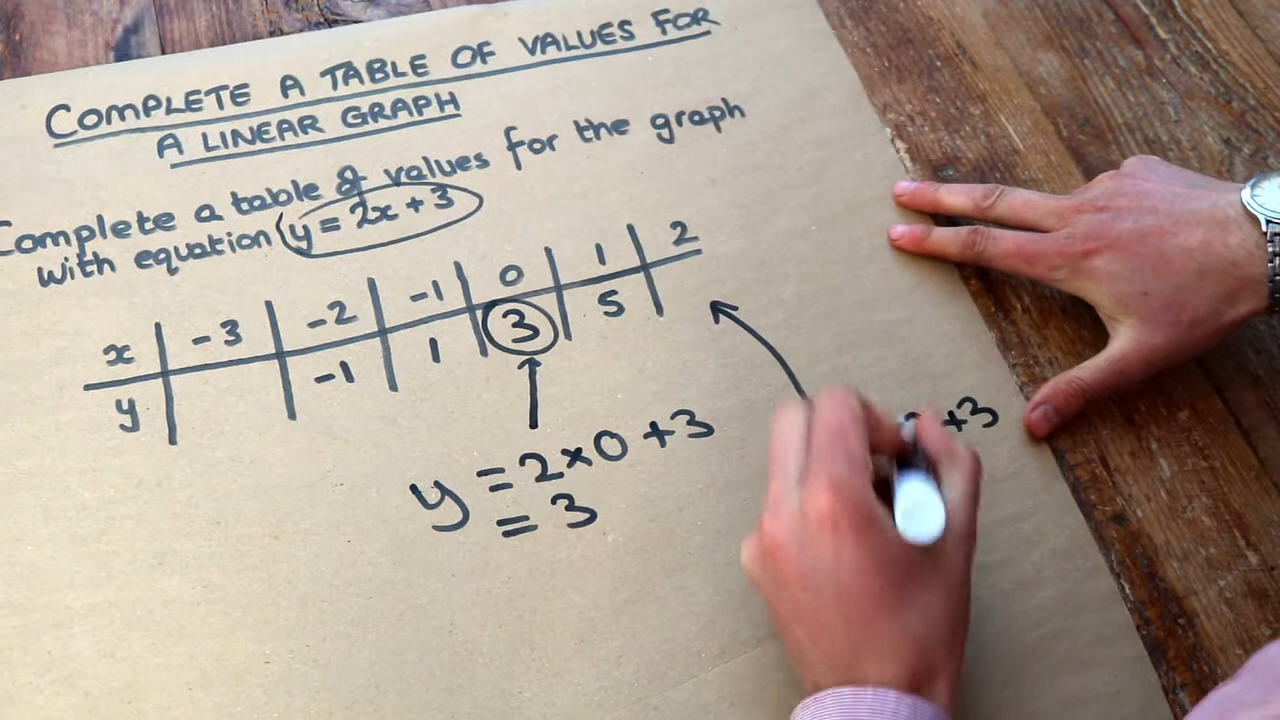 COMPLETE A TABLE OF VALUES FOR
A LINEAR GRAPH
Complete a table of values for the graph
with equation y = 2x + 3
x -3 -2 -1 0 1 2
y -1 1 3 5
y = 2×0 +3
= 3
+3